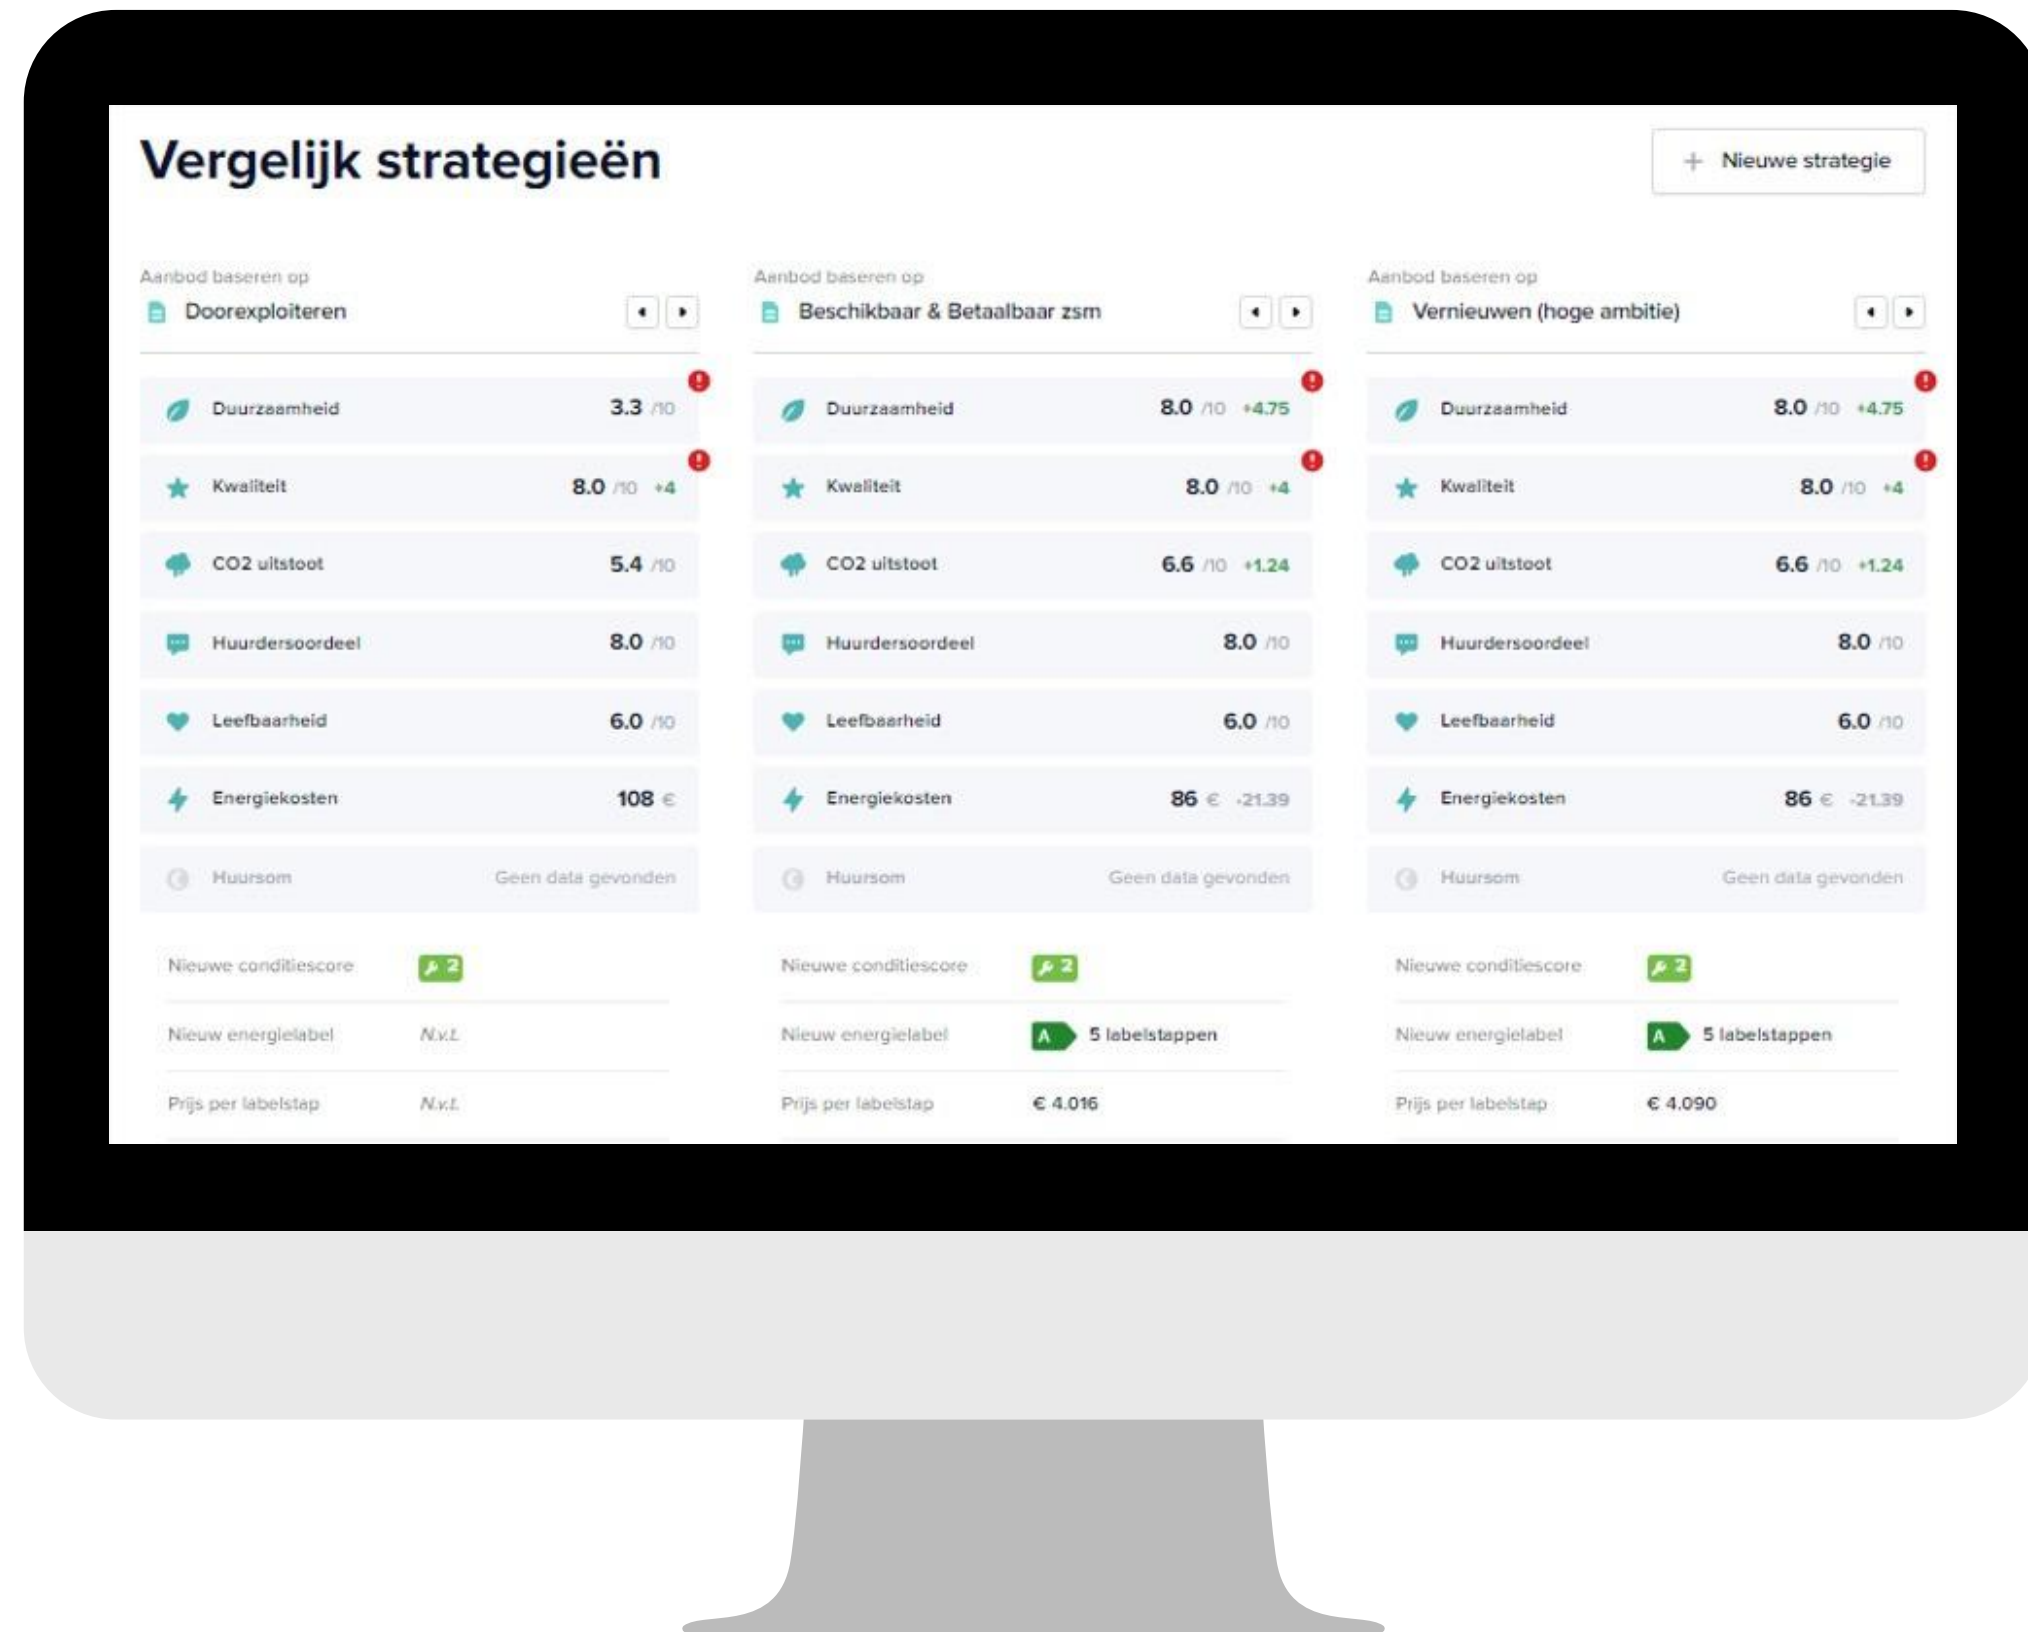 Vergelijk strategieën
+ Nieuwe strategie
Aanbod baseren op
Doorexploiteren
Duurzaamheid 3.3 /10
Kwaliteit 8.0 /10 +4
CO2 uitstoot 5.4 /10
Huurdersoordeel 8.0 /10
Leefbaarheid 6.0 /10
Energiekosten 108 €
Huursom Geen data gevonden
Nieuwe conditiescore 2
Nieuw energielabel N.v.t.
Prijs per labelstap N.v.t.
Aanbod baseren op
Beschikbaar & Betaalbaar zsm
Duurzaamheid 8.0 /10 +4.75
Kwaliteit 8.0 /10 +4
CO2 uitstoot 6.6 /10 +1.24
Huurdersoordeel 8.0 /10
Leefbaarheid 6.0 /10
Energiekosten 86 € -21.39
Huursom Geen data gevonden
Nieuwe conditiescore 2
Nieuw energielabel A 5 labelstappen
Prijs per labelstap € 4.016
Aanbod baseren op
Vernieuwen (hoge ambitie)
Duurzaamheid 8.0 /10 +4.75
Kwaliteit 8.0 /10 +4
CO2 uitstoot 6.6 /10 +1.24
Huurdersoordeel 8.0 /10
Leefbaarheid 6.0 /10
Energiekosten 86 € -21.39
Huursom Geen data gevonden
Nieuwe conditiescore 2
Nieuw energielabel A 5 labelstappen
Prijs per labelstap € 4.090